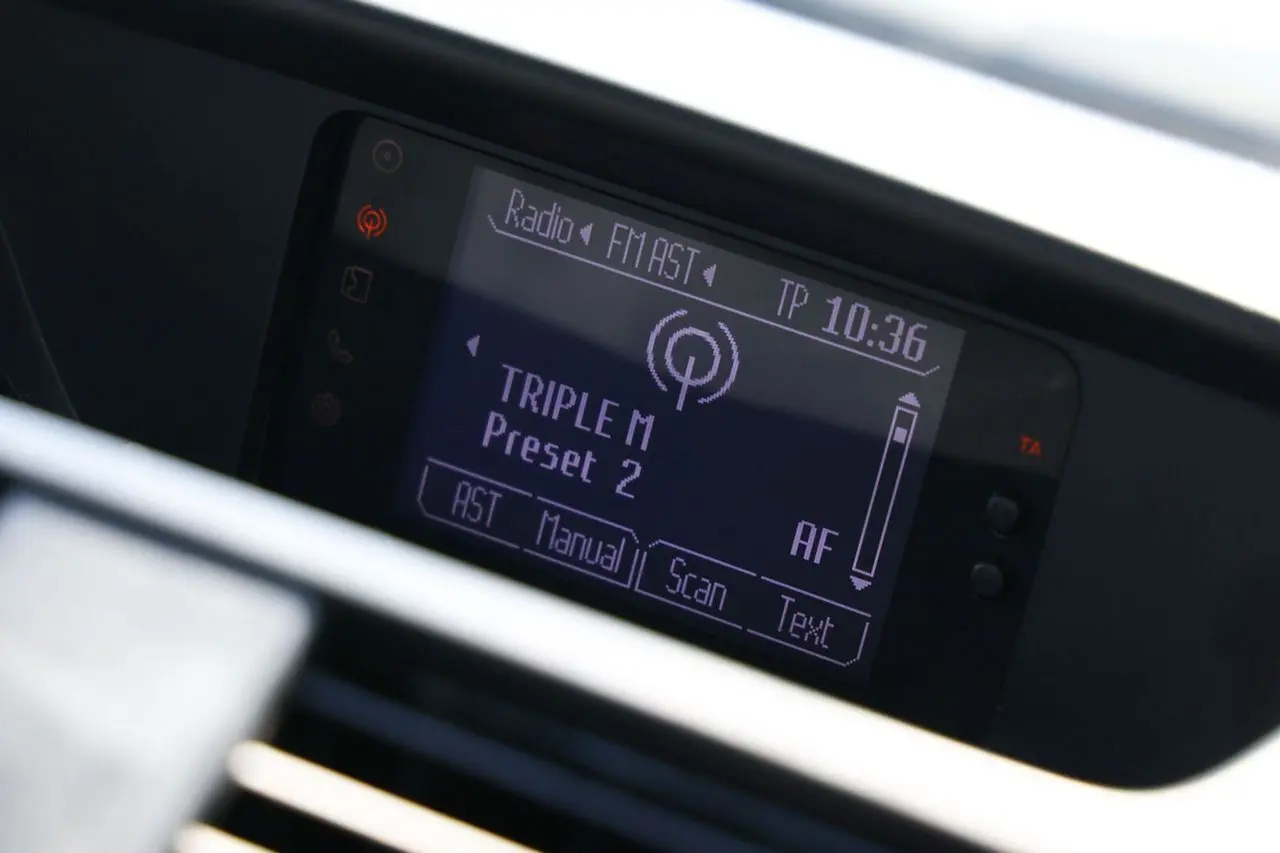 Radio FM AST TP 10:36
TRIPLE M
Preset 2
TA
AF
AST Manual Scan Text